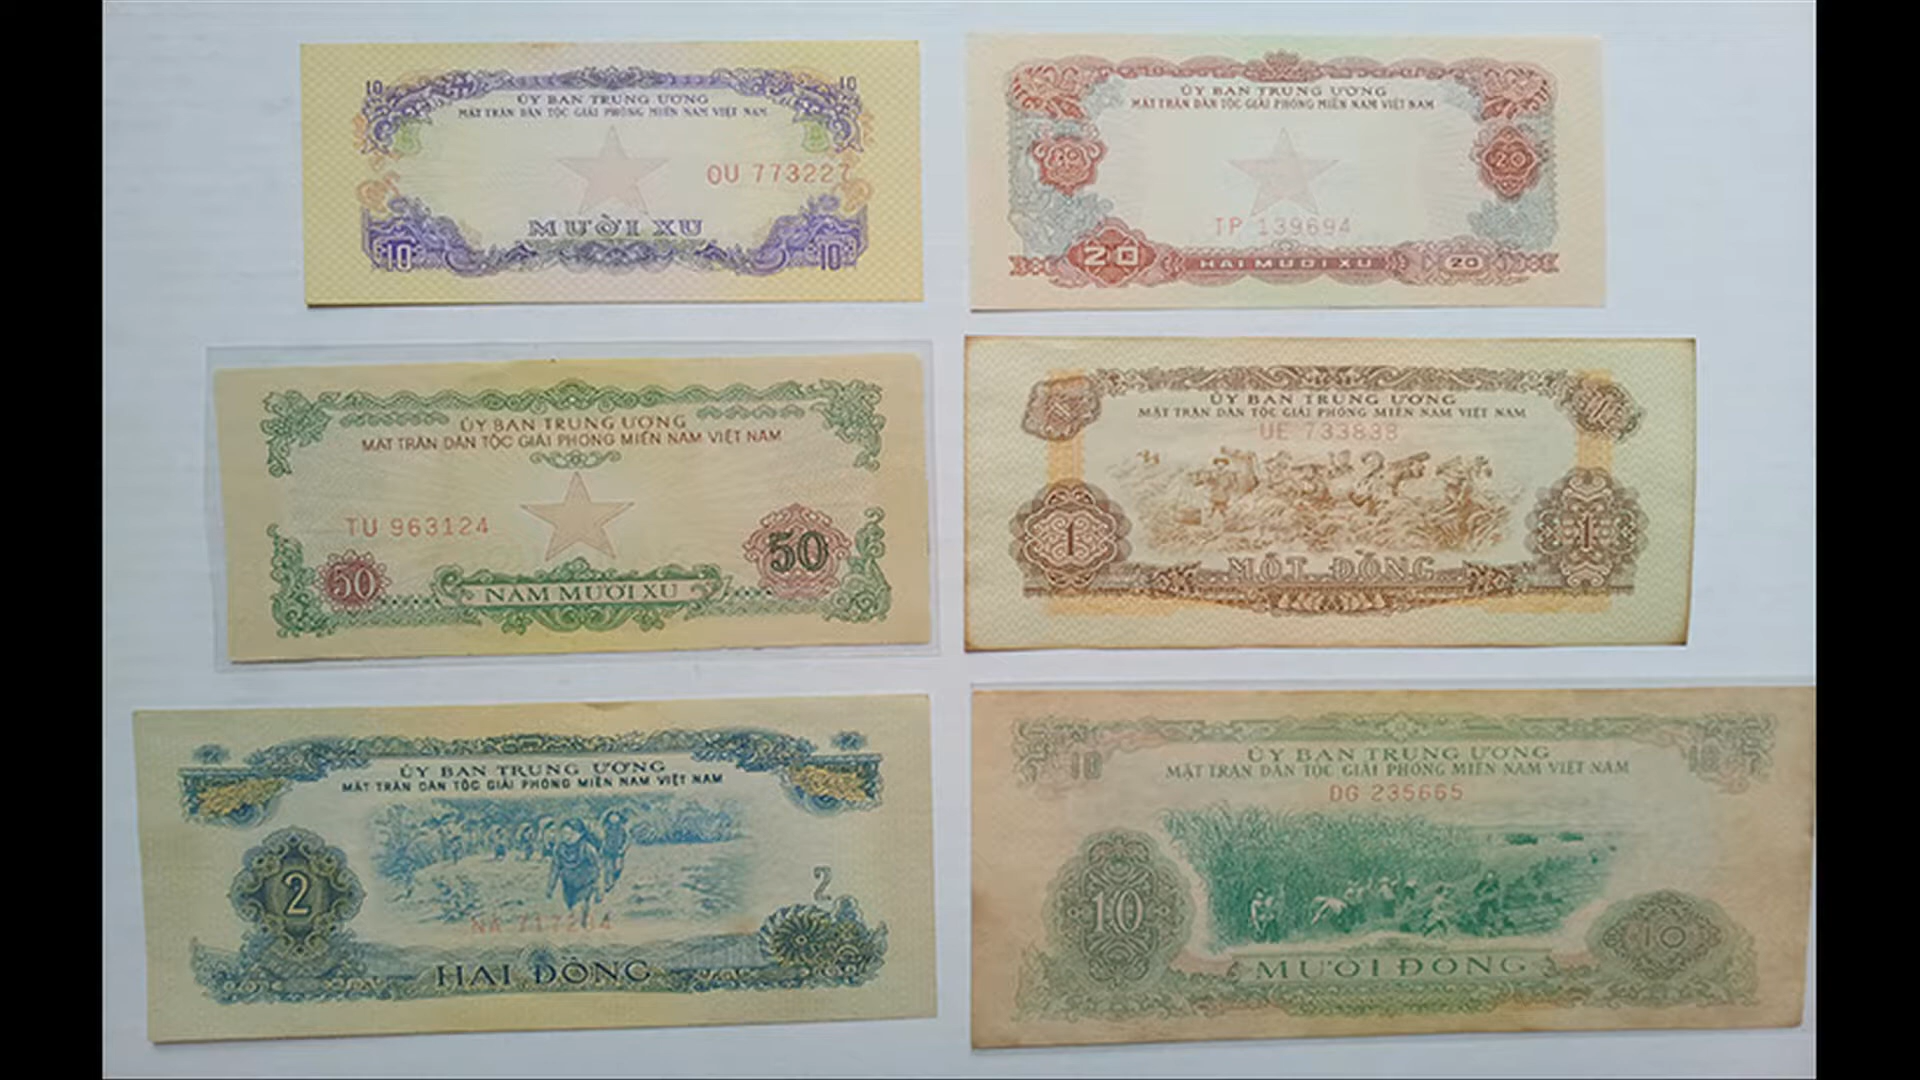 10 10
ỦY BAN TRUNG ƯƠNG
MẶT TRẬN DÂN TỘC GIẢI PHÓNG MIỀN NAM VIỆT NAM
OU 773227
MƯỜI XU
10 10
ỦY BAN TRUNG ƯƠNG
MẶT TRẬN DÂN TỘC GIẢI PHÓNG MIỀN NAM VIỆT NAM
20 20
TP 139694
20 HAI MƯƠI XU 20
ỦY BAN TRUNG ƯƠNG
MẶT TRẬN DÂN TỘC GIẢI PHÓNG MIỀN NAM VIỆT NAM
TU 963124
50 50
NĂM MƯƠI XU
ỦY BAN TRUNG ƯƠNG
MẶT TRẬN DÂN TỘC GIẢI PHÓNG MIỀN NAM VIỆT NAM
UE 733838
1 1
MỘT ĐỒNG
ỦY BAN TRUNG ƯƠNG
MẶT TRẬN DÂN TỘC GIẢI PHÓNG MIỀN NAM VIỆT NAM
2 2
NA
HAI ĐỒNG
10 10
ỦY BAN TRUNG ƯƠNG
MẶT TRẬN DÂN TỘC GIẢI PHÓNG MIỀN NAM VIỆT NAM
DG 235665
10 10
MƯỜI ĐỒNG